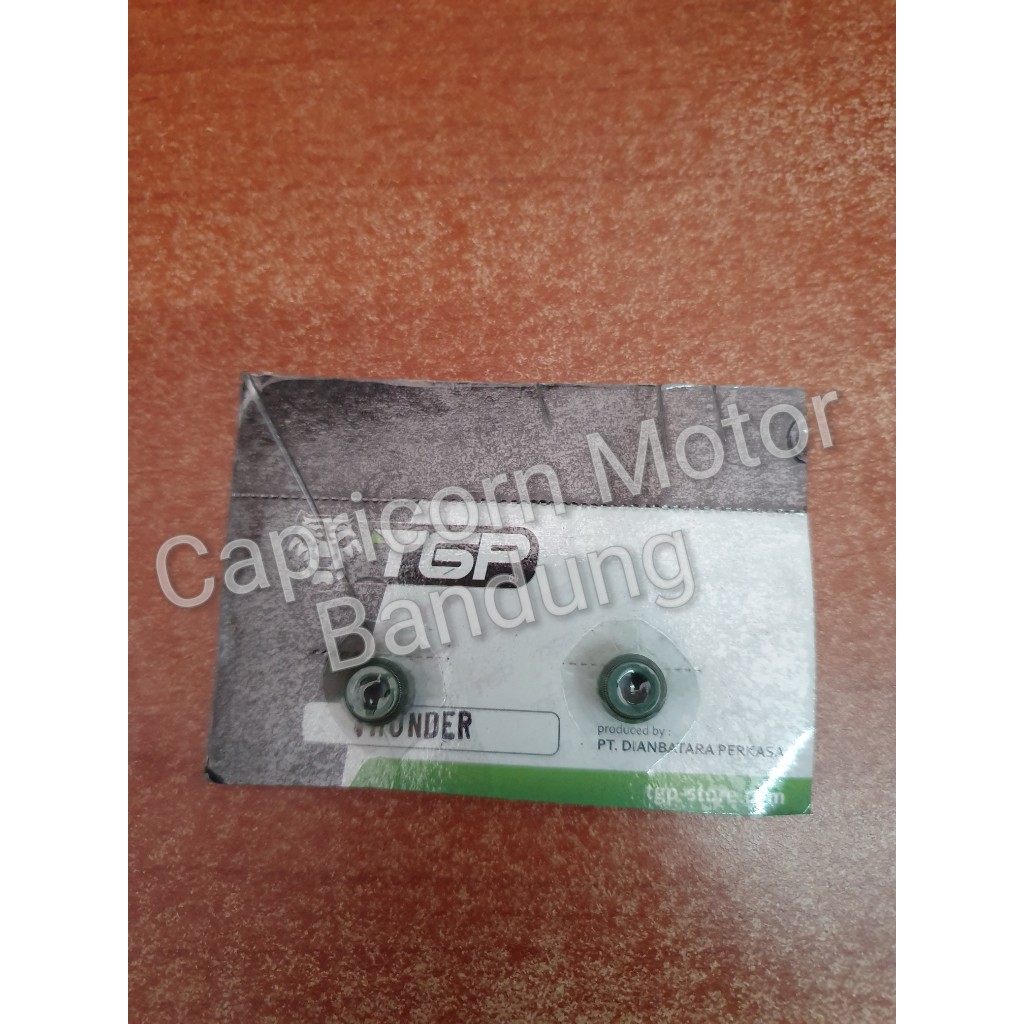 Capricorn Motor
Bandung
TGP
THUNDER
produced by :
PT. DIANBATARA PERKASA
tgp-store.com